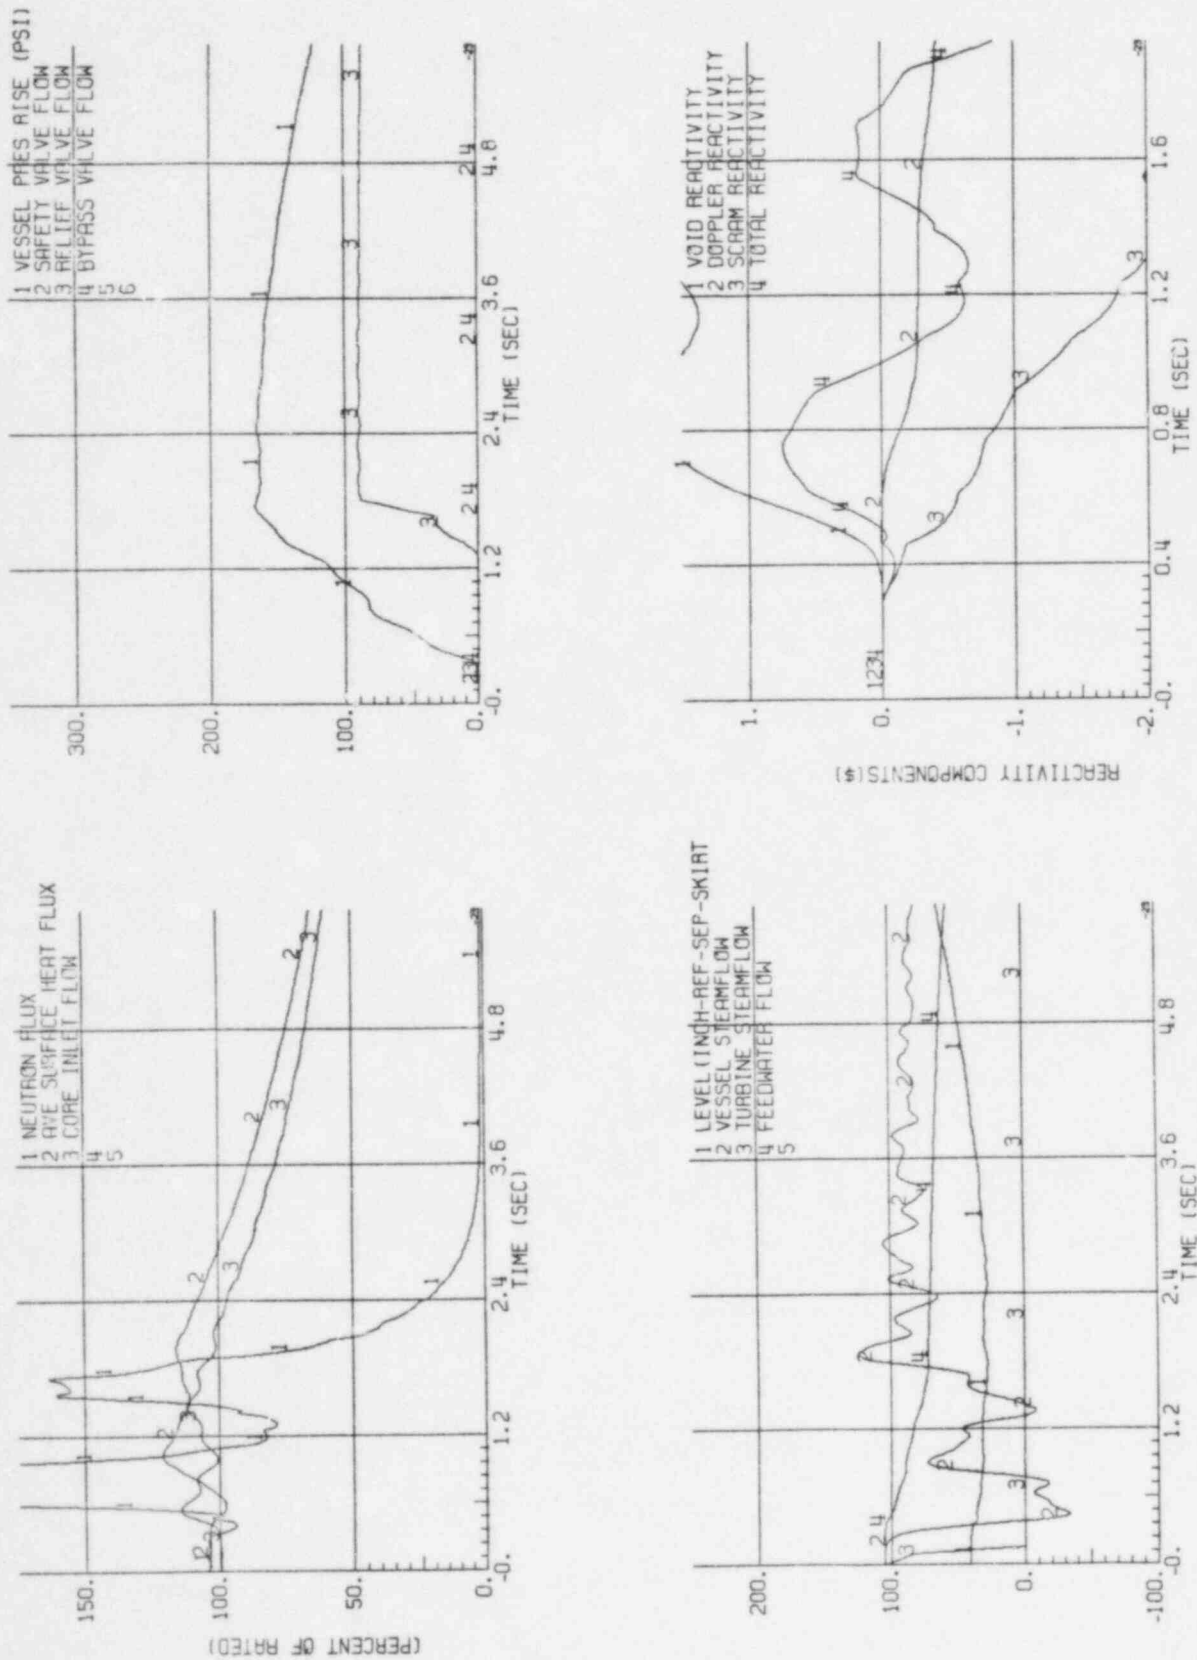 1 NEUTRON FLUX
2 AVE SURFACE HEAT FLUX
3 CORE INLET FLOW
4
5
150.
100.
50.
0.
(PERCENT OF RATED)
-0.
1.2
2.4
3.6
4.8
TIME (SEC)
1 VESSEL PRES RISE (PSI)
2 SAFETY VALVE FLOW
3 RELIEF VALVE FLOW
4 BYPASS VALVE FLOW
5
6
300.
200.
100.
0.
-0.
1.2
2.4
3.6
4.8
TIME (SEC)
1 LEVEL(INCH-REF-SEP-SKIRT
2 VESSEL STEAMFLOW
3 TURBINE STEAMFLOW
4 FEEDWATER FLOW
5
200.
100.
0.
-100.
-0.
1.2
2.4
3.6
4.8
TIME (SEC)
1 VOID REACTIVITY
2 DOPPLER REACTIVITY
3 SCRAM REACTIVITY
4 TOTAL REACTIVITY
1.
0.
-1.
-2.
REACTIVITY COMPONENTS($)
1234
-0.
0.4
0.8
1.2
1.6
TIME (SEC)